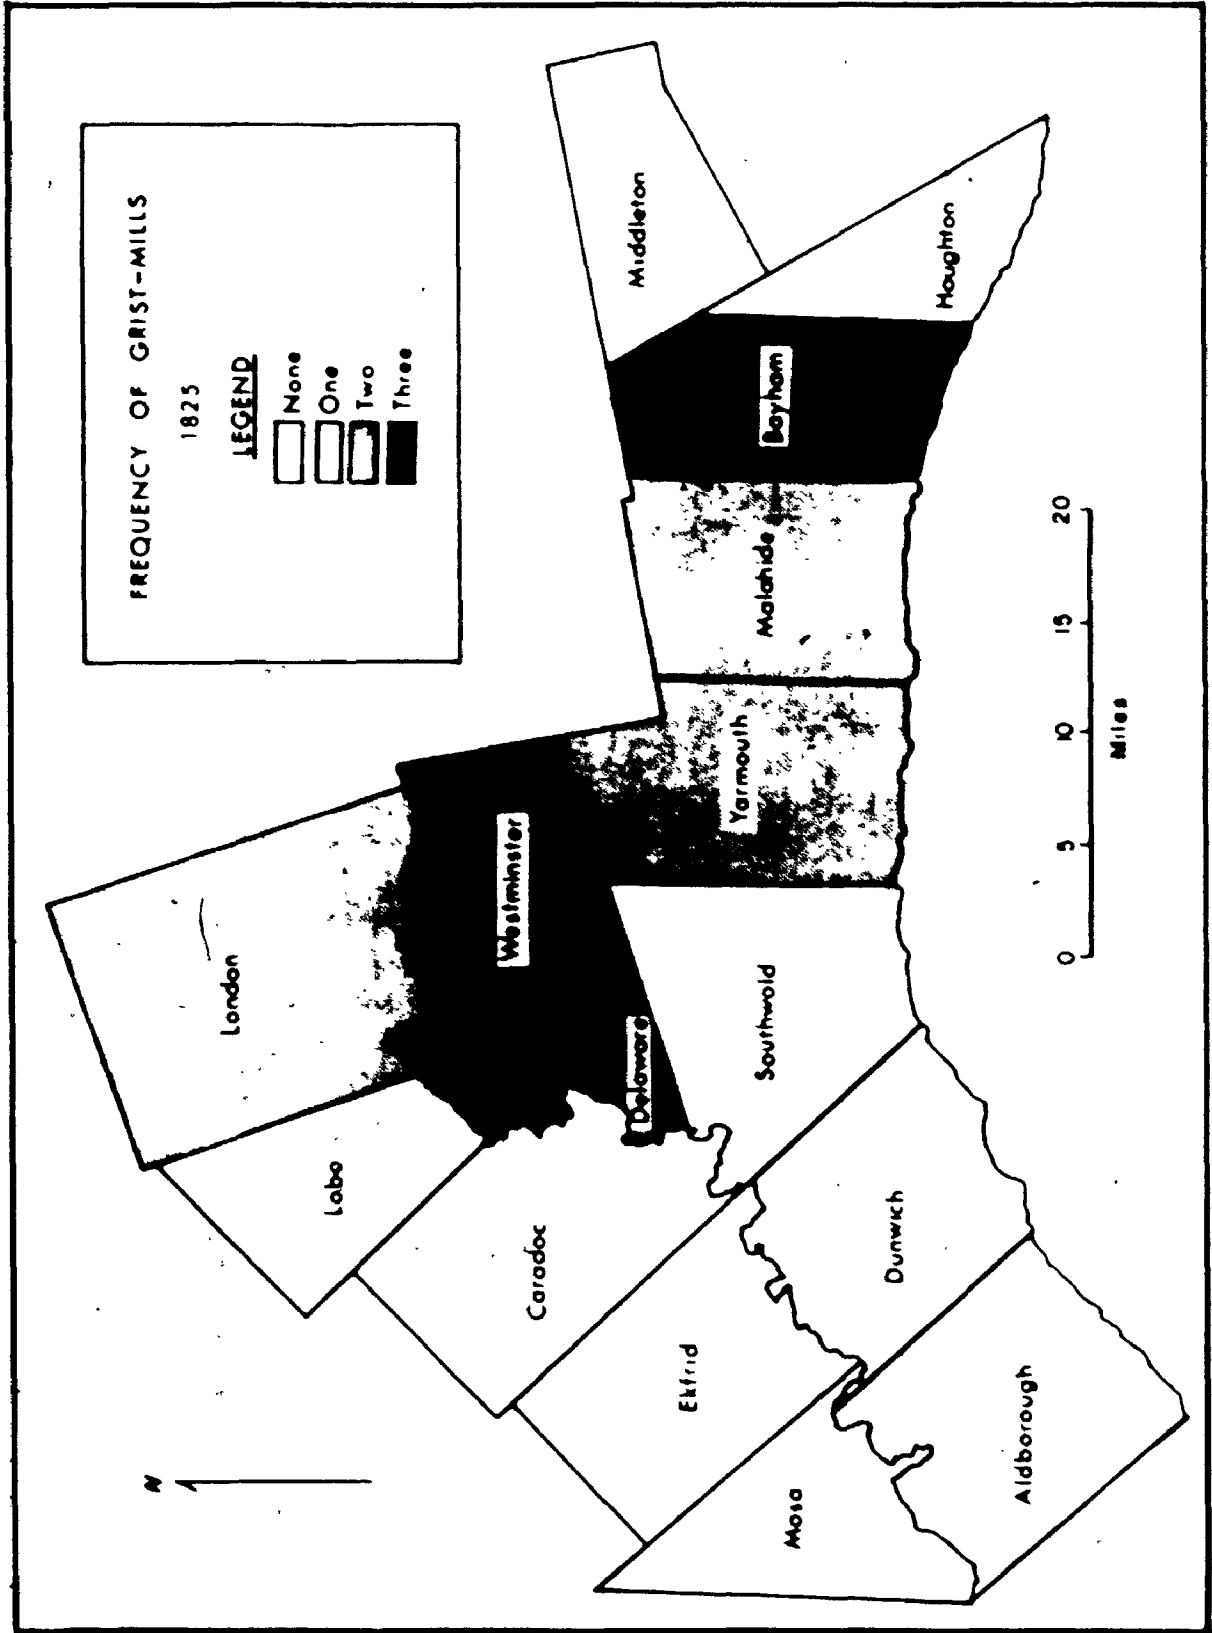 FREQUENCY OF GRIST-MILLS
1825
LEGEND
None
One
Two
Three
N
London
Lobo
Westminster
Delaware
Caradoc
Ekfrid
Mosa
Aldborough
Dunwich
Southwold
Yarmouth
Malahide
Bayham
Middleton
Houghton
0 5 10 15 20
Miles